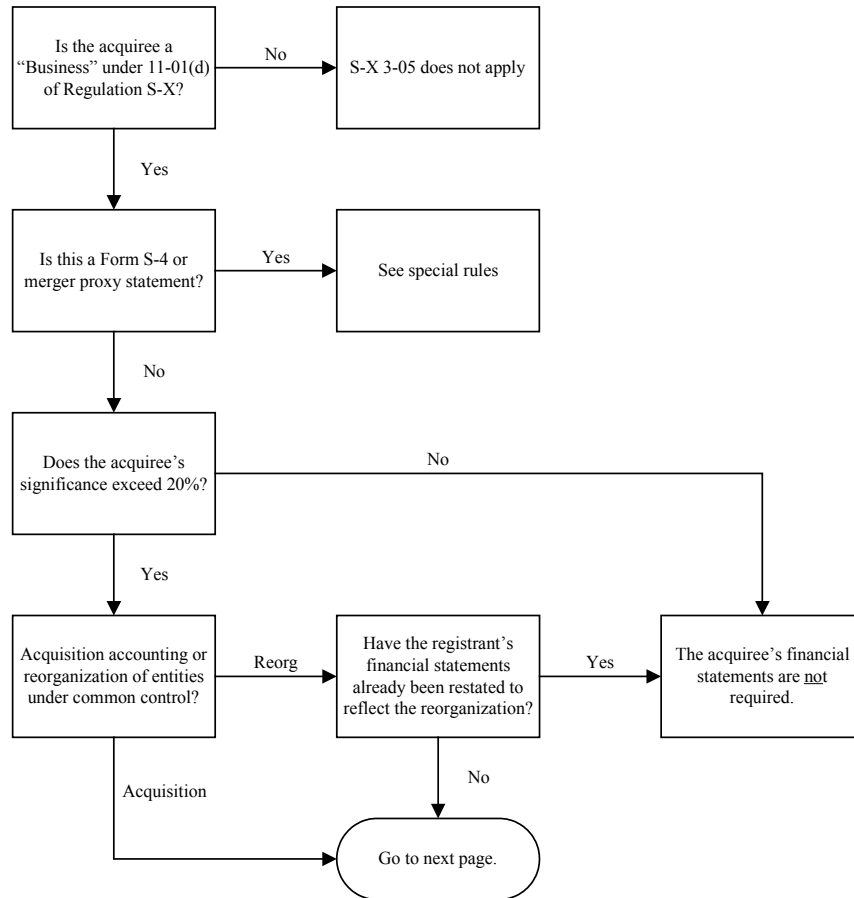 Is the acquiree a
“Business” under 11-01(d)
of Regulation S-X?
No
S-X 3-05 does not apply
Yes
Is this a Form S-4 or
merger proxy statement?
Yes
See special rules
No
Does the acquiree’s
significance exceed 20%?
No
Yes
Acquisition accounting or
reorganization of entities
under common control?
Reorg
Have the registrant’s
financial statements
already been restated to
reflect the reorganization?
Yes
The acquiree’s financial
statements are not
required.
Acquisition
No
Go to next page.